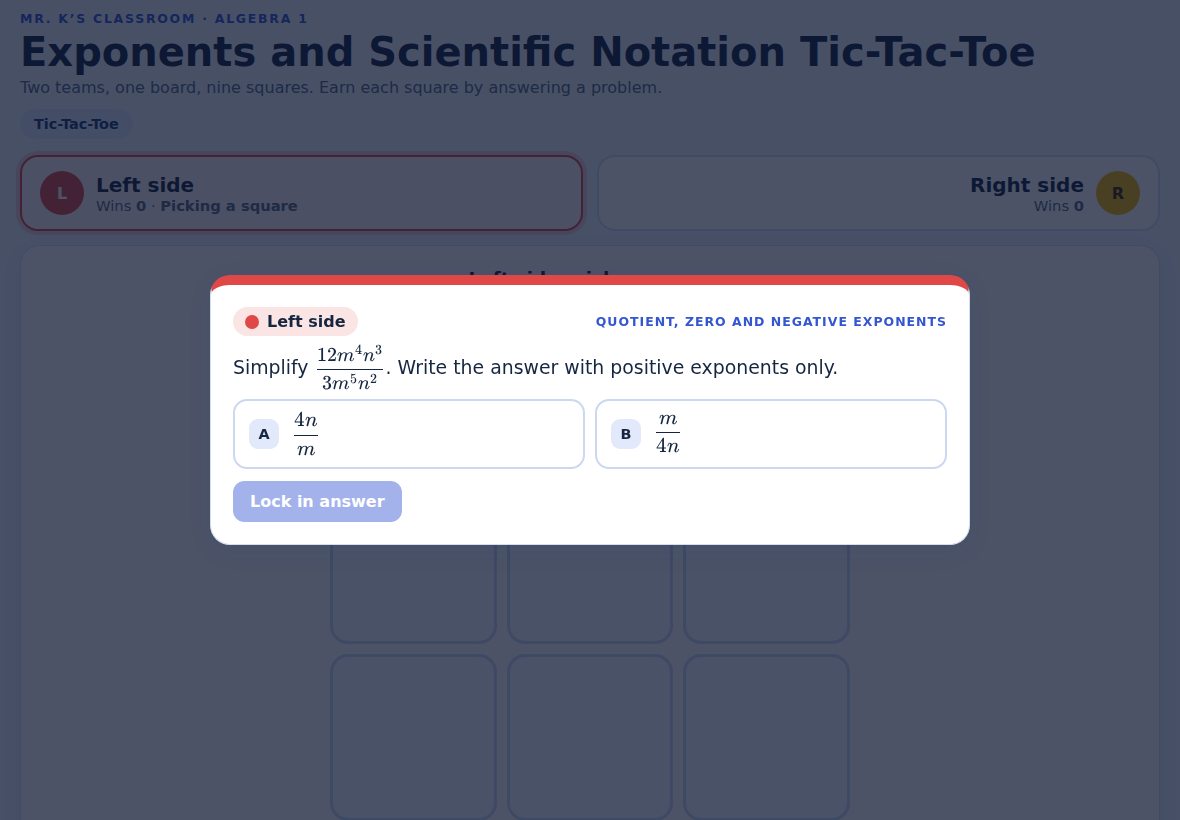 MR. K'S CLASSROOM · ALGEBRA 1
Exponents and Scientific Notation Tic-Tac-Toe
Two teams, one board, nine squares. Earn each square by answering a problem.
Tic-Tac-Toe
L Left side
Wins 0 · Picking a square
Right side R
Wins 0
Left side
QUOTIENT, ZERO AND NEGATIVE EXPONENTS
Simplify \frac{12m^4n^3}{3m^5n^2}. Write the answer with positive exponents only.
A \frac{4n}{m}
B \frac{m}{4n}
Lock in answer